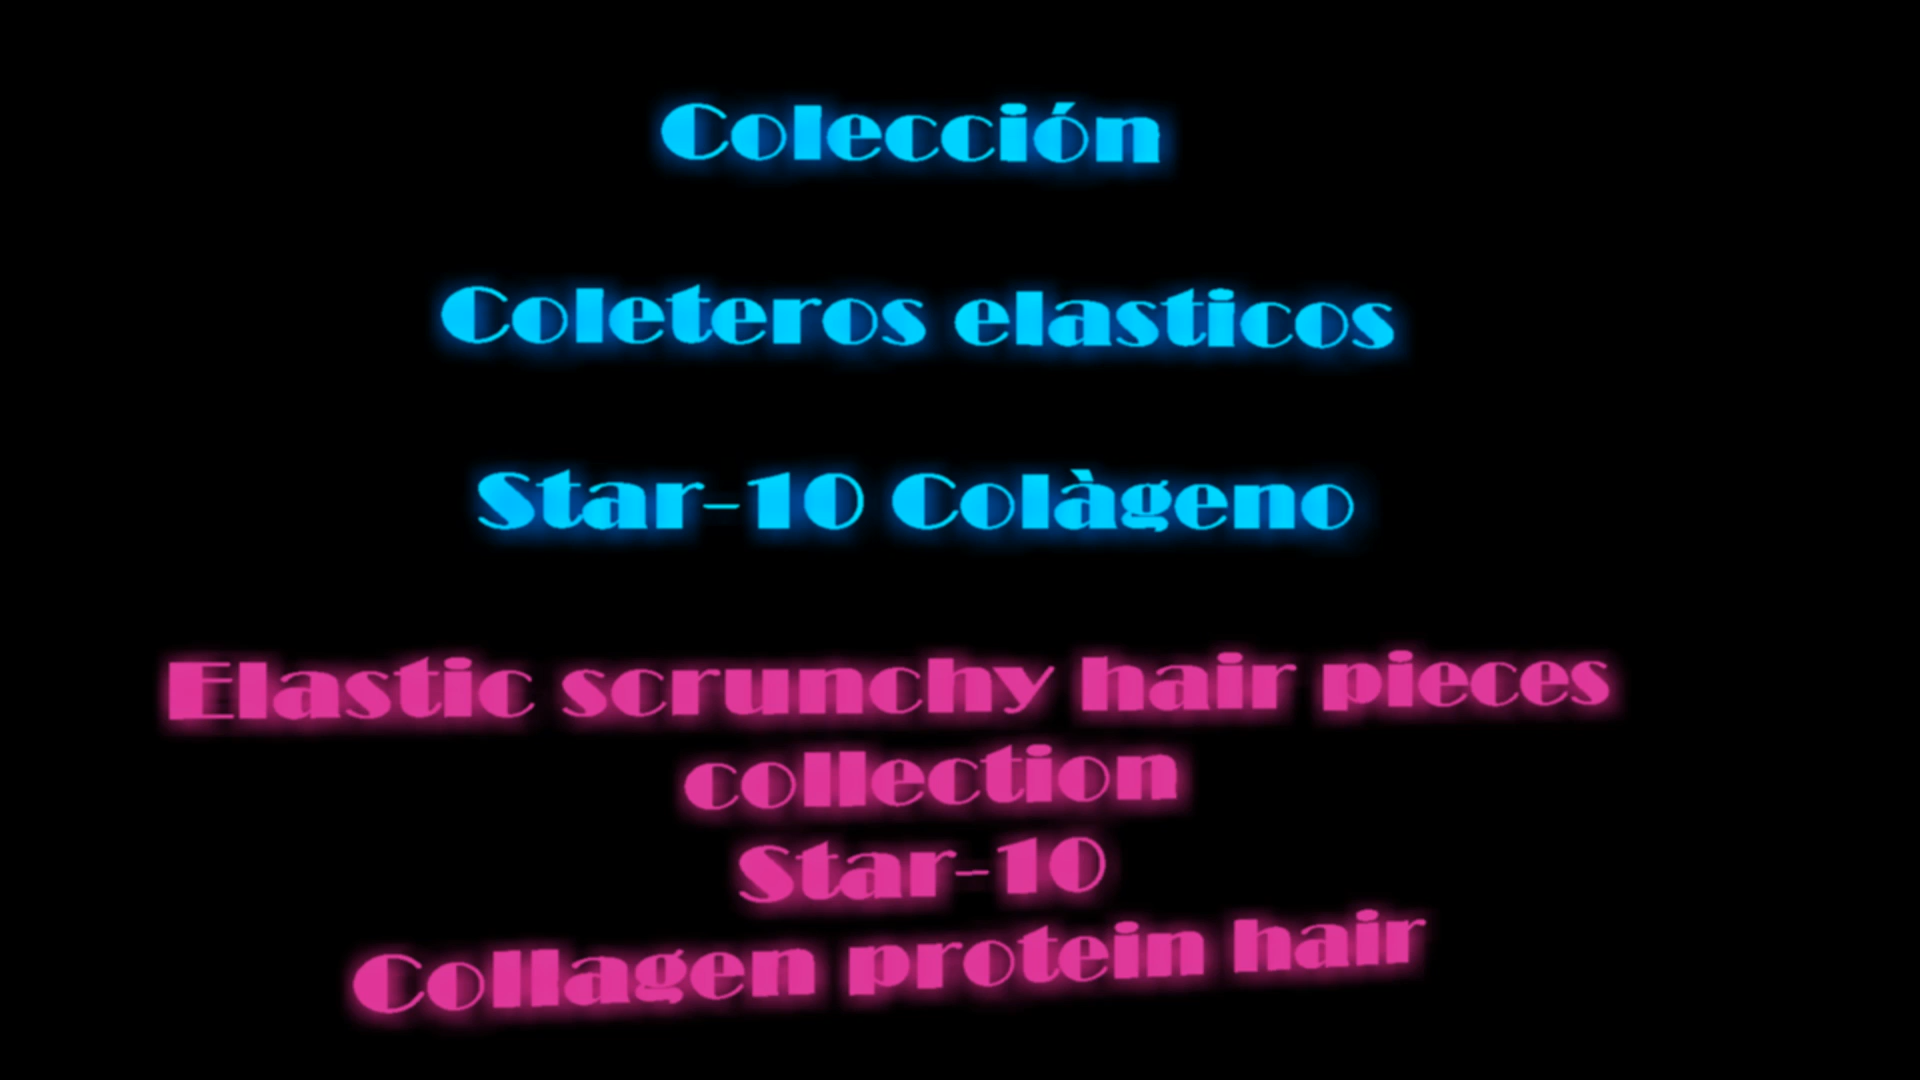 Colección
Coleteros elasticos
Star-10 Colàgeno
Elastic scrunchy hair pieces
collection
Star-10
Collagen protein hair